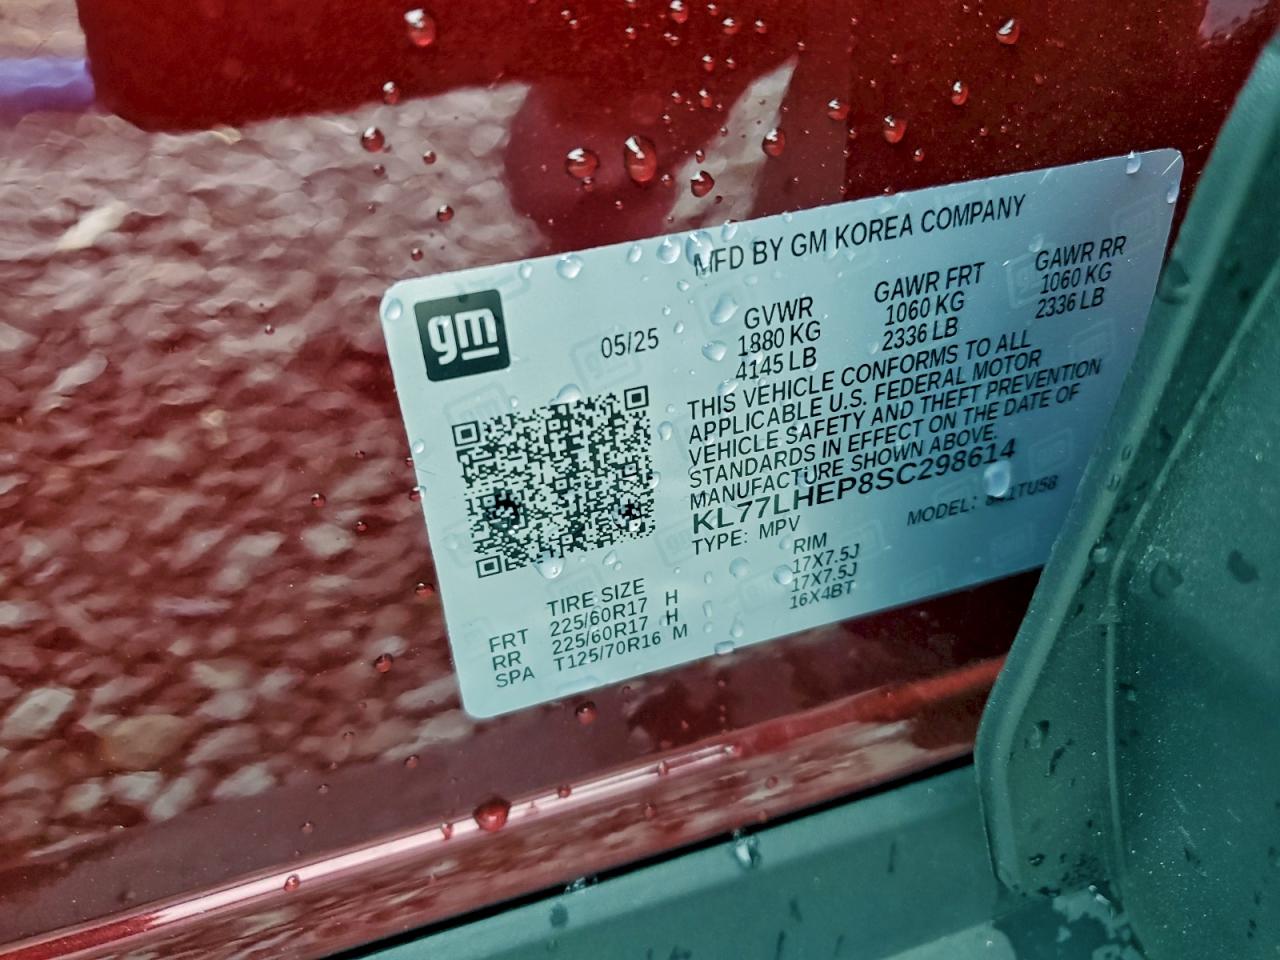 MFD BY GM KOREA COMPANY
gm
05/25
GVWR GAWR FRT GAWR RR
1880 KG 1060 KG 1060 KG
4145 LB 2336 LB 2336 LB
THIS VEHICLE CONFORMS TO ALL
APPLICABLE U.S. FEDERAL MOTOR
VEHICLE SAFETY AND THEFT PREVENTION
STANDARDS IN EFFECT ON THE DATE OF
MANUFACTURE SHOWN ABOVE.
KL77LHEP8SC298614
TYPE: MPV MODEL:
TIRE SIZE RIM
FRT 225/60R17 H 17X7.5J
RR 225/60R17 H 17X7.5J
SPA T125/70R16 M 16X4BT